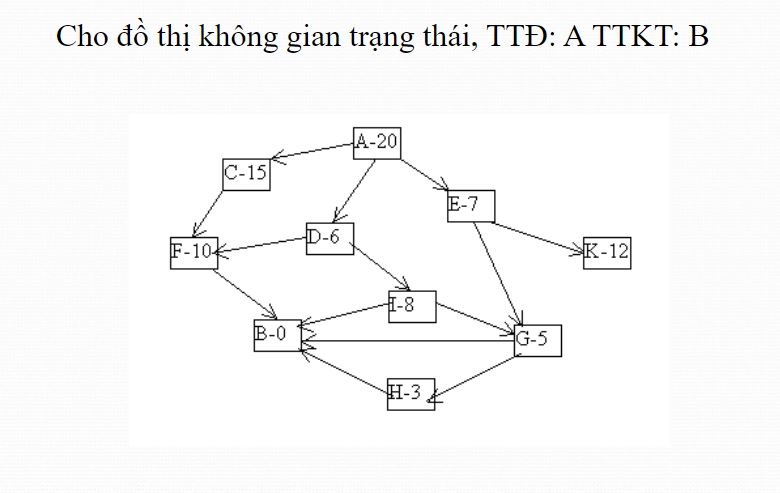 Cho đồ thị không gian trạng thái, TTĐ: A TTKT: B
A-20
C-15
E-7
D-6
F-10
K-12
I-8
B-0
G-5
H-3